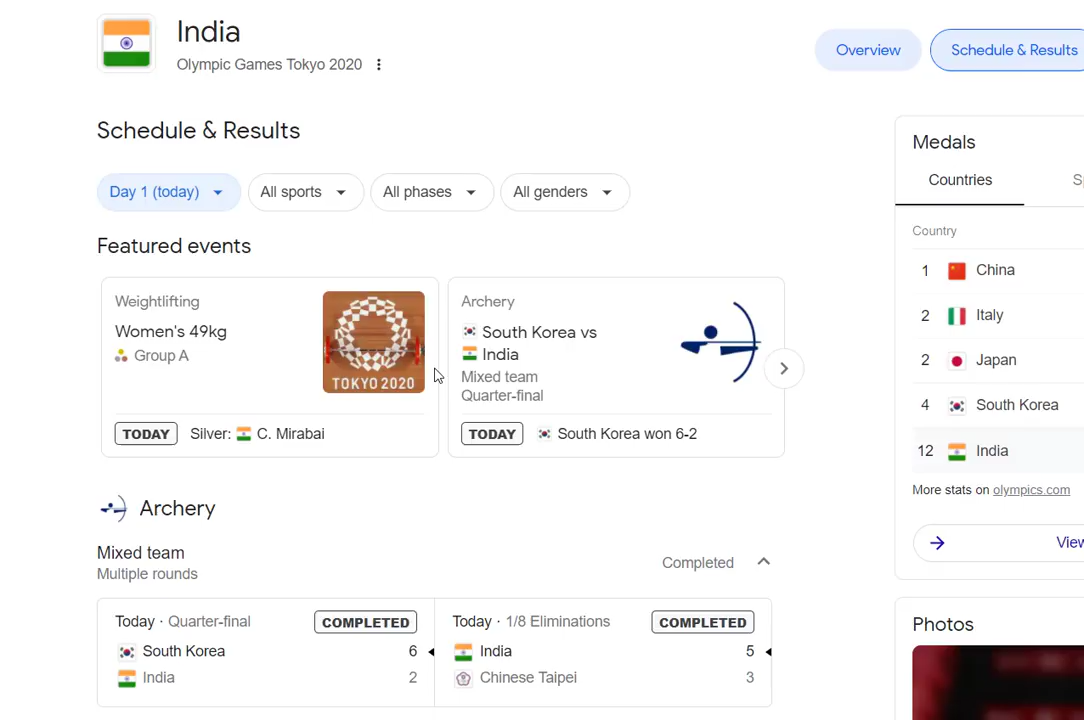 India
Olympic Games Tokyo 2020
Overview
Schedule & Results
Schedule & Results
Day 1 (today)
All sports
All phases
All genders
Featured events
Weightlifting
Women's 49kg
Group A
TOKYO 2020
TODAY
Silver: C. Mirabai
Archery
South Korea vs
India
Mixed team
Quarter-final
TODAY
South Korea won 6-2
Archery
Mixed team
Multiple rounds
Completed
Today · Quarter-final COMPLETED
South Korea 6
India 2
Today · 1/8 Eliminations COMPLETED
India 5
Chinese Taipei 3
Medals
Countries
Country
1 China
2 Italy
2 Japan
4 South Korea
12 India
More stats on olympics.com
Photos